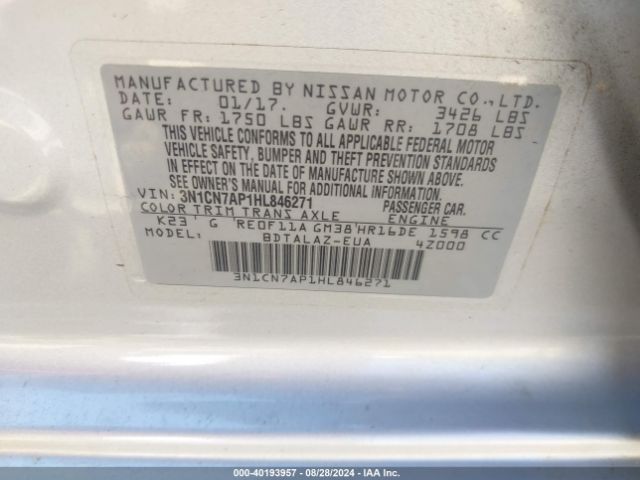 MANUFACTURED BY NISSAN MOTOR CO., LTD.
DATE: 01/17. GVWR: 3426 LBS
GAWR FR: 1750 LBS GAWR RR: 1708 LBS
THIS VEHICLE CONFORMS TO ALL APPLICABLE FEDERAL MOTOR
VEHICLE SAFETY, BUMPER AND THEFT PREVENTION STANDARDS
IN EFFECT ON THE DATE OF MANUFACTURE SHOWN ABOVE.
SEE OWNER'S MANUAL FOR ADDITIONAL INFORMATION.
VIN: 3N1CN7AP1HL846271 PASSENGER CAR.
COLOR TRIM TRANS AXLE ENGINE
K23 G RE0F11A GM38 HR16DE 1598 CC
MODEL: BDTALAZ-EUA 4Z000
3N1CN7AP1HL846271
000-40193957 - 08/28/2024 - IAA Inc.